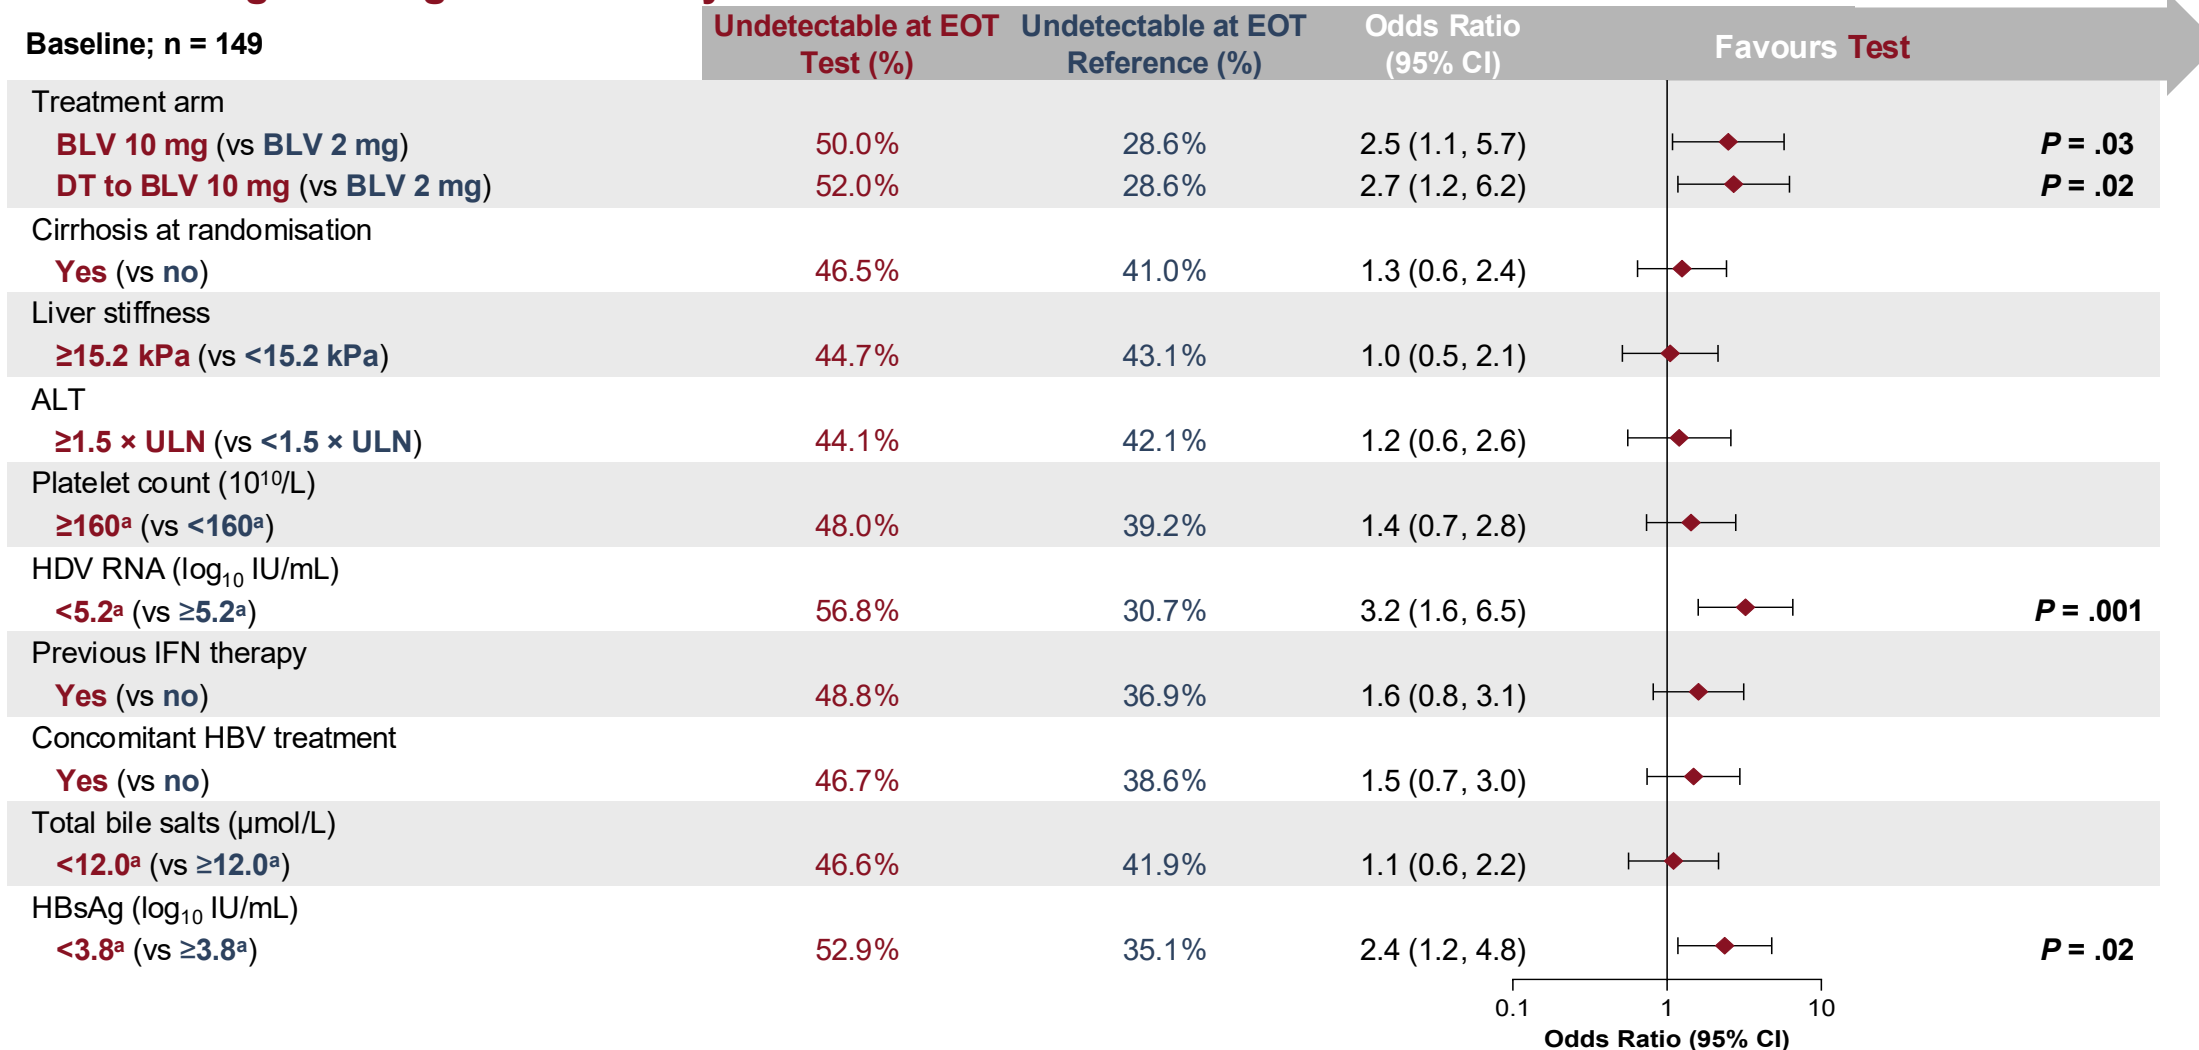 Baseline; n = 149
Undetectable at EOT Test (%)
Undetectable at EOT Reference (%)
Odds Ratio (95% CI)
Favours Test
Treatment arm
BLV 10 mg (vs BLV 2 mg) 50.0% 28.6% 2.5 (1.1, 5.7) P = .03
DT to BLV 10 mg (vs BLV 2 mg) 52.0% 28.6% 2.7 (1.2, 6.2) P = .02
Cirrhosis at randomisation
Yes (vs no) 46.5% 41.0% 1.3 (0.6, 2.4)
Liver stiffness
≥15.2 kPa (vs <15.2 kPa) 44.7% 43.1% 1.0 (0.5, 2.1)
ALT
≥1.5 × ULN (vs <1.5 × ULN) 44.1% 42.1% 1.2 (0.6, 2.6)
Platelet count (10¹⁰/L)
≥160ᵃ (vs <160ᵃ) 48.0% 39.2% 1.4 (0.7, 2.8)
HDV RNA (log₁₀ IU/mL)
<5.2ᵃ (vs ≥5.2ᵃ) 56.8% 30.7% 3.2 (1.6, 6.5) P = .001
Previous IFN therapy
Yes (vs no) 48.8% 36.9% 1.6 (0.8, 3.1)
Concomitant HBV treatment
Yes (vs no) 46.7% 38.6% 1.5 (0.7, 3.0)
Total bile salts (µmol/L)
<12.0ᵃ (vs ≥12.0ᵃ) 46.6% 41.9% 1.1 (0.6, 2.2)
HBsAg (log₁₀ IU/mL)
<3.8ᵃ (vs ≥3.8ᵃ) 52.9% 35.1% 2.4 (1.2, 4.8) P = .02
0.1 1 10
Odds Ratio (95% CI)